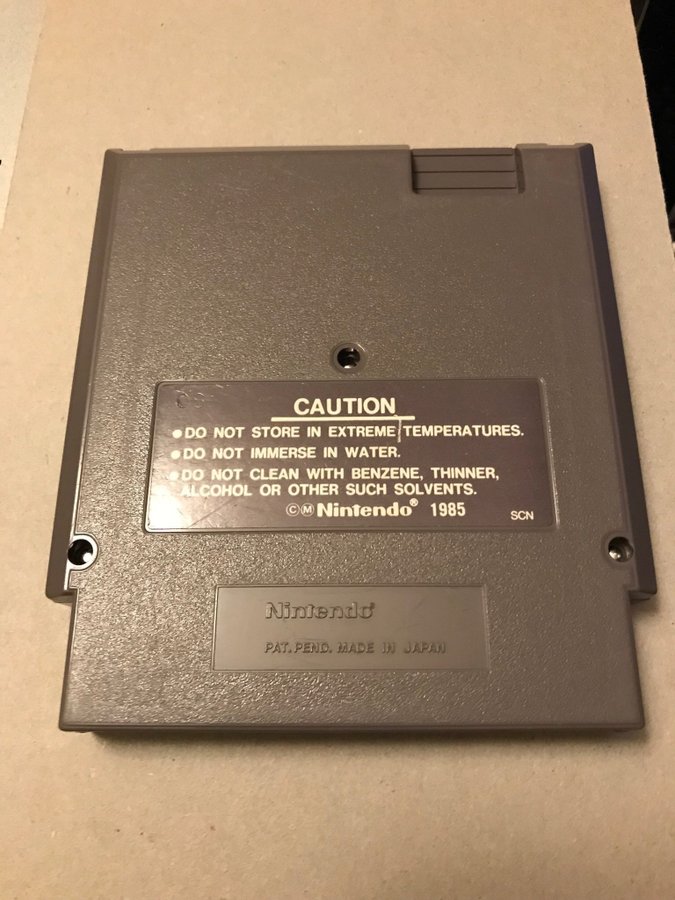 CAUTION
●DO NOT STORE IN EXTREME TEMPERATURES.
●DO NOT IMMERSE IN WATER.
●DO NOT CLEAN WITH BENZENE, THINNER,
ALCOHOL OR OTHER SUCH SOLVENTS.
ⒸⓂ Nintendo® 1985 SCN
Nintendo®
PAT. PEND. MADE IN JAPAN